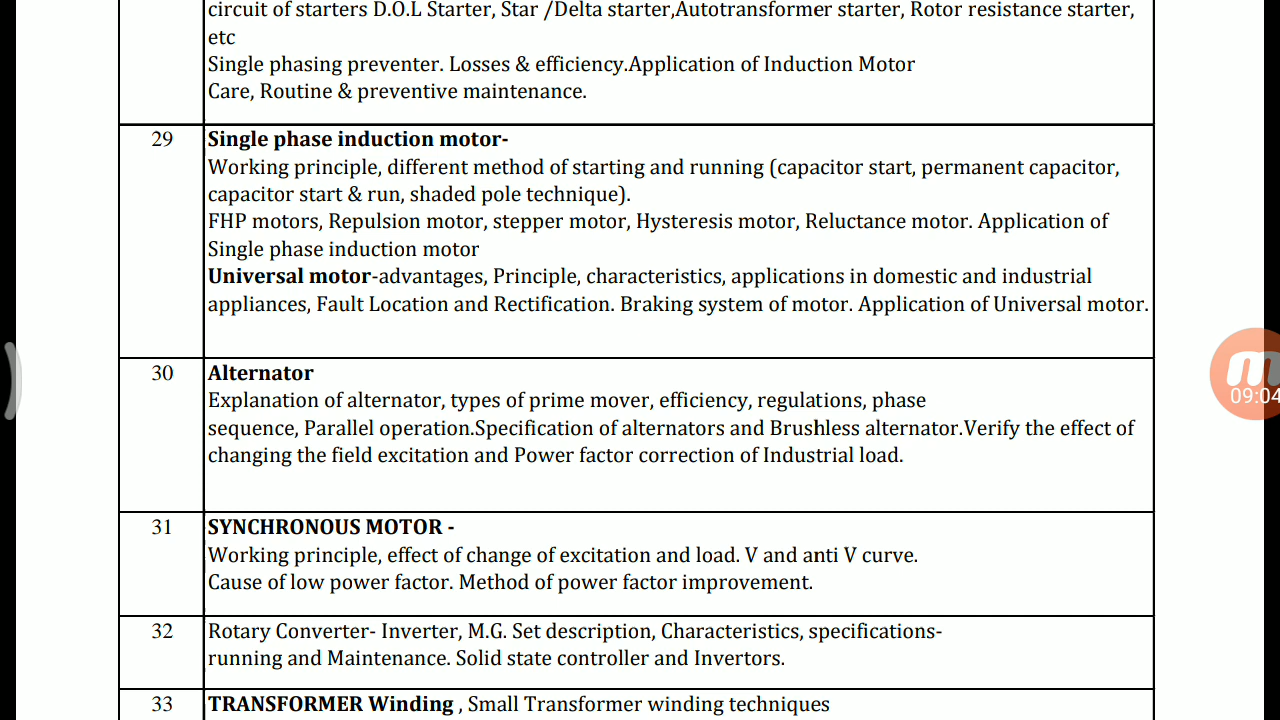 circuit of starters D.O.L Starter, Star /Delta starter,Autotransformer starter, Rotor resistance starter,
etc
Single phasing preventer. Losses & efficiency.Application of Induction Motor
Care, Routine & preventive maintenance.
29
Single phase induction motor-
Working principle, different method of starting and running (capacitor start, permanent capacitor,
capacitor start & run, shaded pole technique).
FHP motors, Repulsion motor, stepper motor, Hysteresis motor, Reluctance motor. Application of
Single phase induction motor
Universal motor-advantages, Principle, characteristics, applications in domestic and industrial
appliances, Fault Location and Rectification. Braking system of motor. Application of Universal motor.
30
Alternator
Explanation of alternator, types of prime mover, efficiency, regulations, phase
sequence, Parallel operation.Specification of alternators and Brushless alternator.Verify the effect of
changing the field excitation and Power factor correction of Industrial load.
31
SYNCHRONOUS MOTOR -
Working principle, effect of change of excitation and load. V and anti V curve.
Cause of low power factor. Method of power factor improvement.
32
Rotary Converter- Inverter, M.G. Set description, Characteristics, specifications-
running and Maintenance. Solid state controller and Invertors.
33
TRANSFORMER Winding , Small Transformer winding techniques
09:04